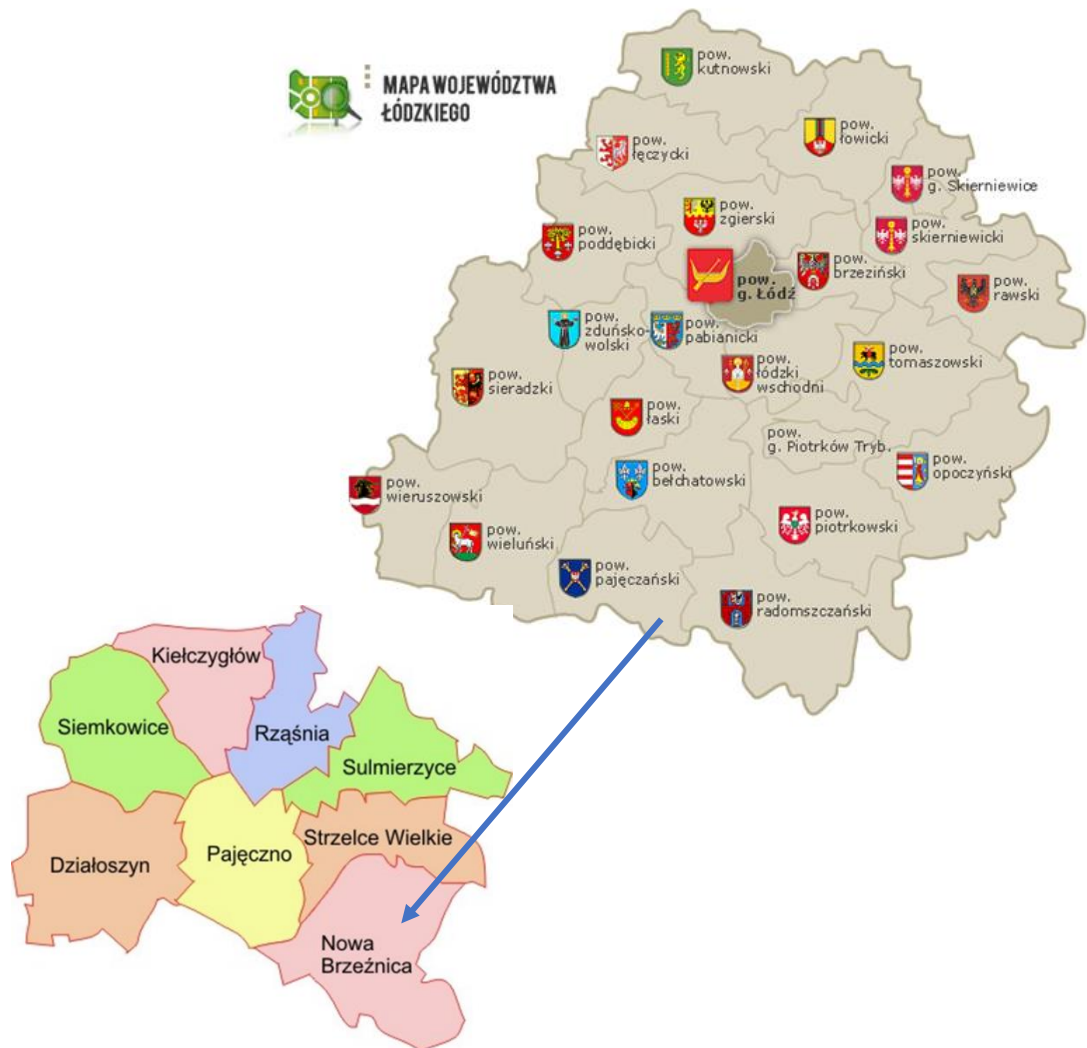 MAPA WOJEWÓDZTWA
ŁÓDZKIEGO
pow.
kutnowski
pow.
łowicki
pow.
łęczycki
pow.
g. Skierniewice
pow.
zgierski
pow.
skierniewicki
pow.
poddębicki
pow.
brzeziński
pow.
g. Łódź
pow.
rawski
pow.
zduńsko-
wolski
pow.
pabianicki
pow.
łódzki
wschodni
pow.
tomaszowski
pow.
sieradzki
pow.
łaski
pow.
g. Piotrków Tryb.
pow.
opoczyński
pow.
bełchatowski
pow.
wieruszowski
pow.
piotrkowski
pow.
wieluński
pow.
pajęczański
pow.
radomszczański
Kiełczygłów
Siemkowice
Rząśnia
Sulmierzyce
Strzelce Wielkie
Pajęczno
Działoszyn
Nowa
Brzeźnica